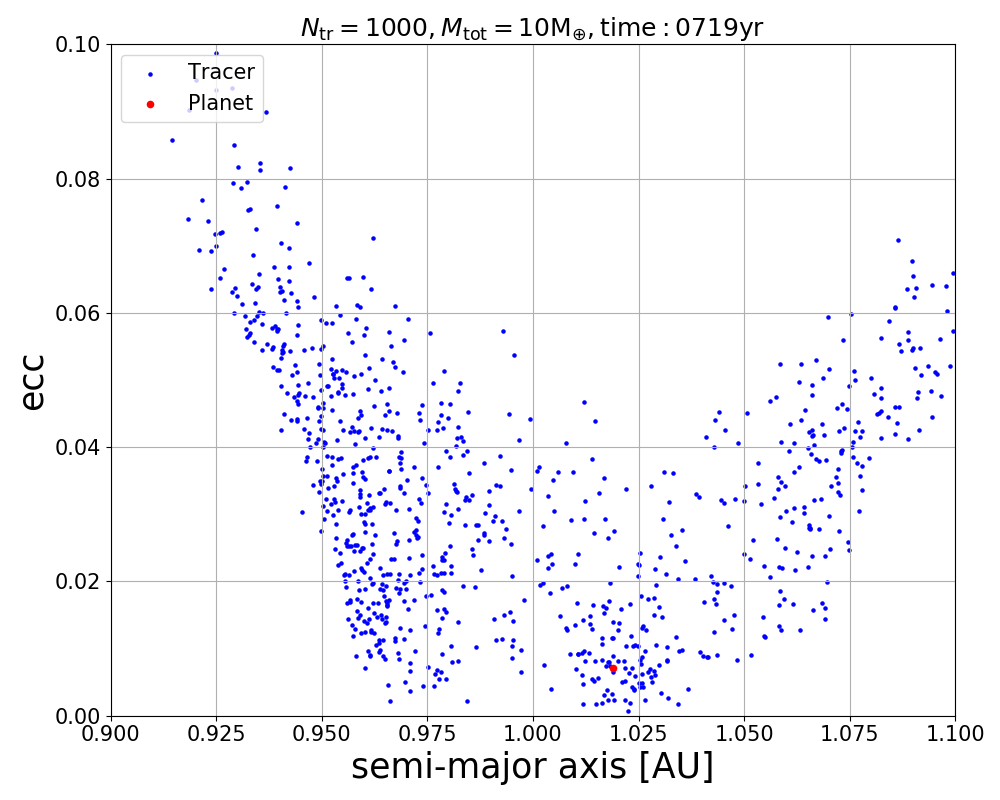 N_tr = 1000, M_tot = 10M_⊕, time : 0719yr
0.10
Tracer
Planet
0.08
0.06
ecc
0.04
0.02
0.00
0.900 0.925 0.950 0.975 1.000 1.025 1.050 1.075 1.100
semi-major axis [AU]